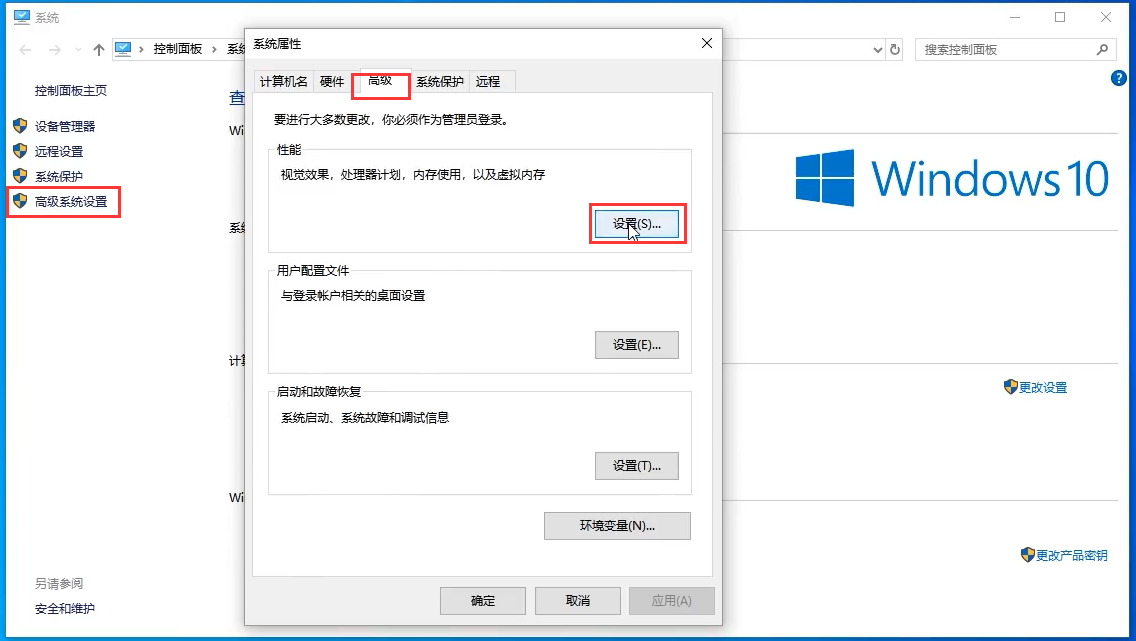 系统
控制面板
系统
搜索控制面板
控制面板主页
设备管理器
远程设置
系统保护
高级系统设置
另请参阅
安全和维护
查
Wi
系统
计算
Wi
系统属性
计算机名 硬件 高级 系统保护 远程
要进行大多数更改，你必须作为管理员登录。
性能
视觉效果，处理器计划，内存使用，以及虚拟内存
设置(S)...
用户配置文件
与登录帐户相关的桌面设置
设置(E)...
启动和故障恢复
系统启动、系统故障和调试信息
设置(T)...
环境变量(N)...
确定 取消 应用(A)
?
Windows 10
更改设置
更改产品密钥